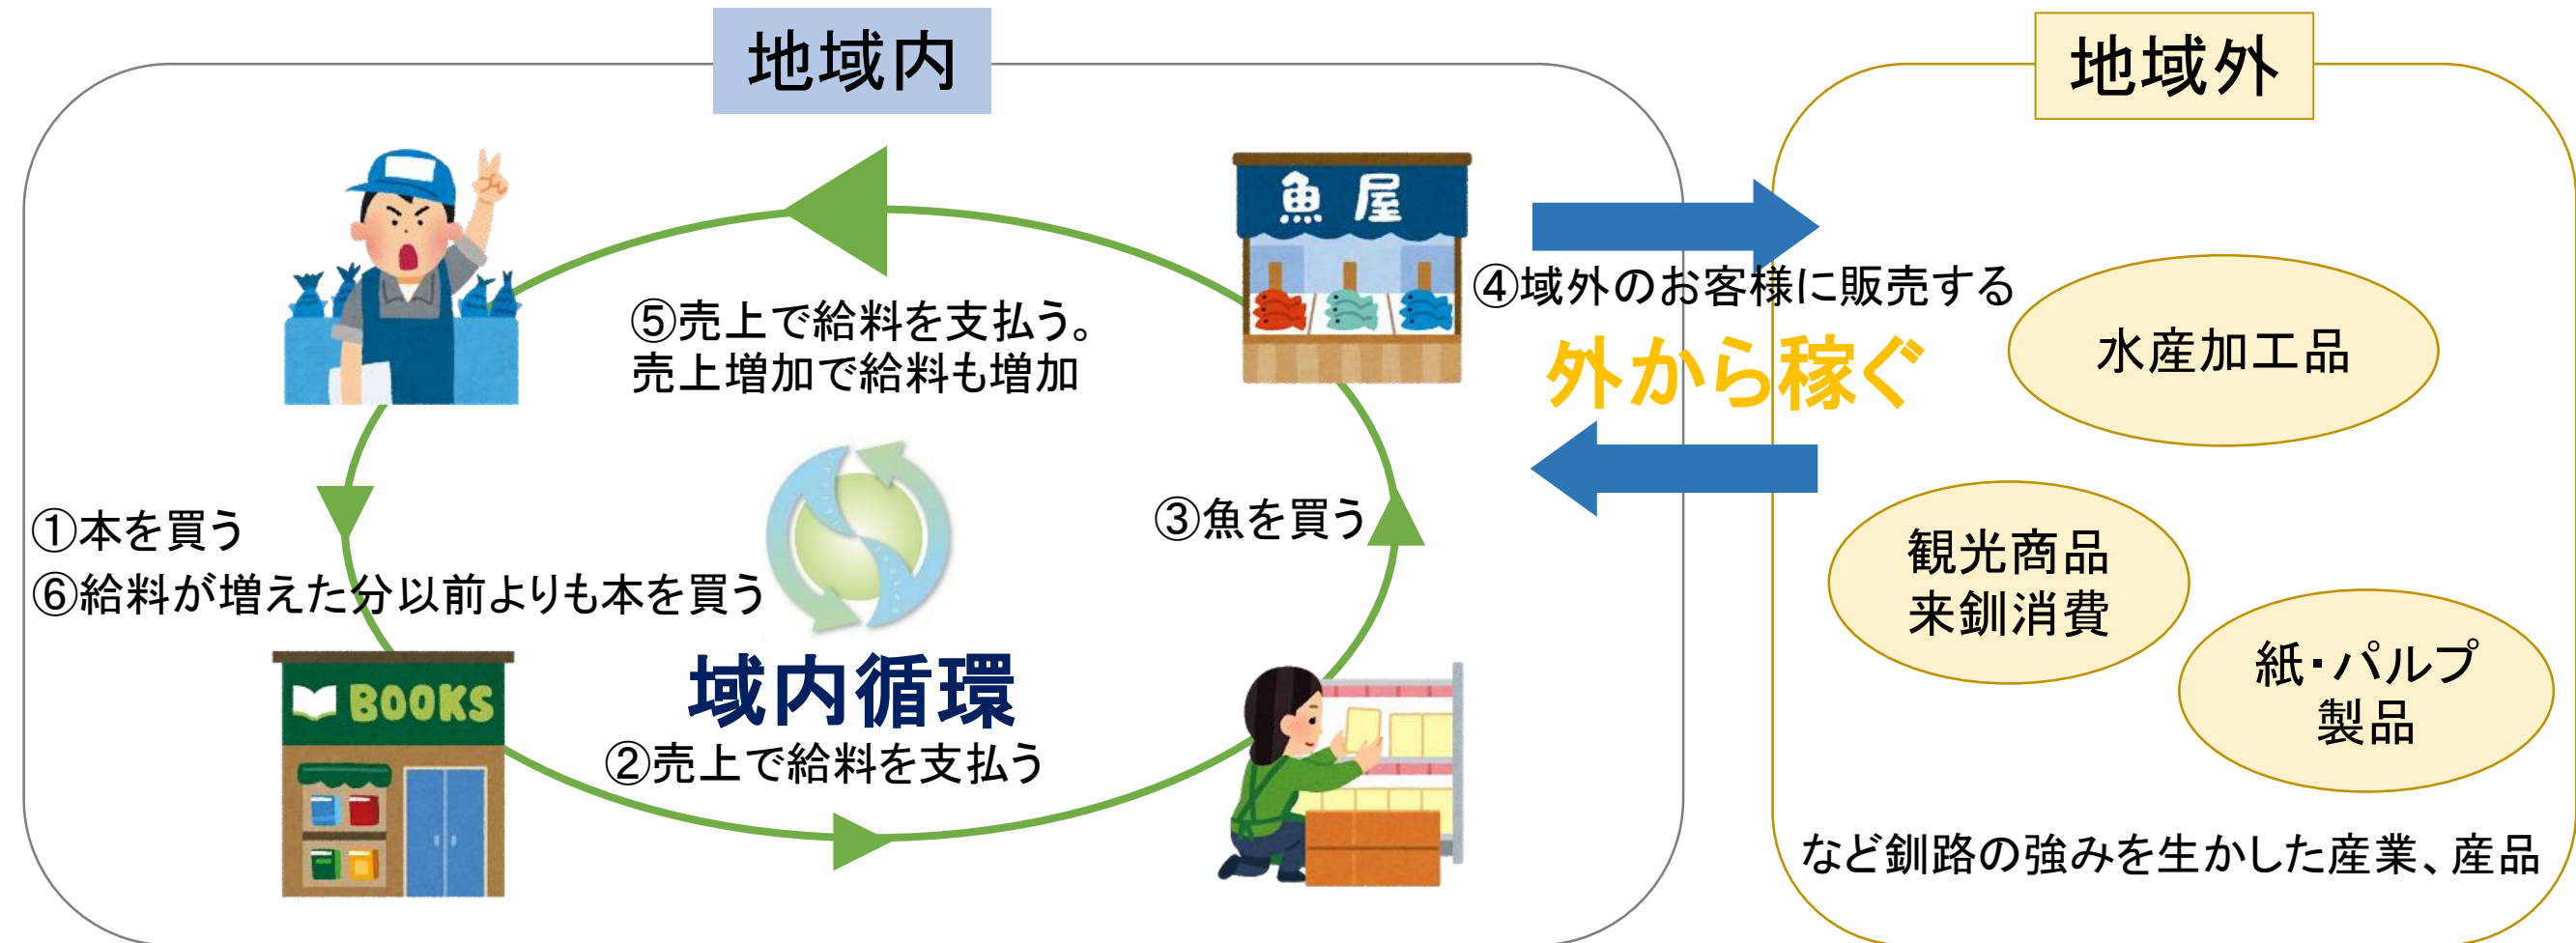 地域内
地域外
魚屋
④域外のお客様に販売する
外から稼ぐ
⑤売上で給料を支払う。
売上増加で給料も増加
水産加工品
①本を買う
⑥給料が増えた分以前よりも本を買う
③魚を買う
観光商品
来釧消費
紙・パルプ
製品
BOOKS
域内循環
②売上で給料を支払う
など釧路の強みを生かした産業、産品